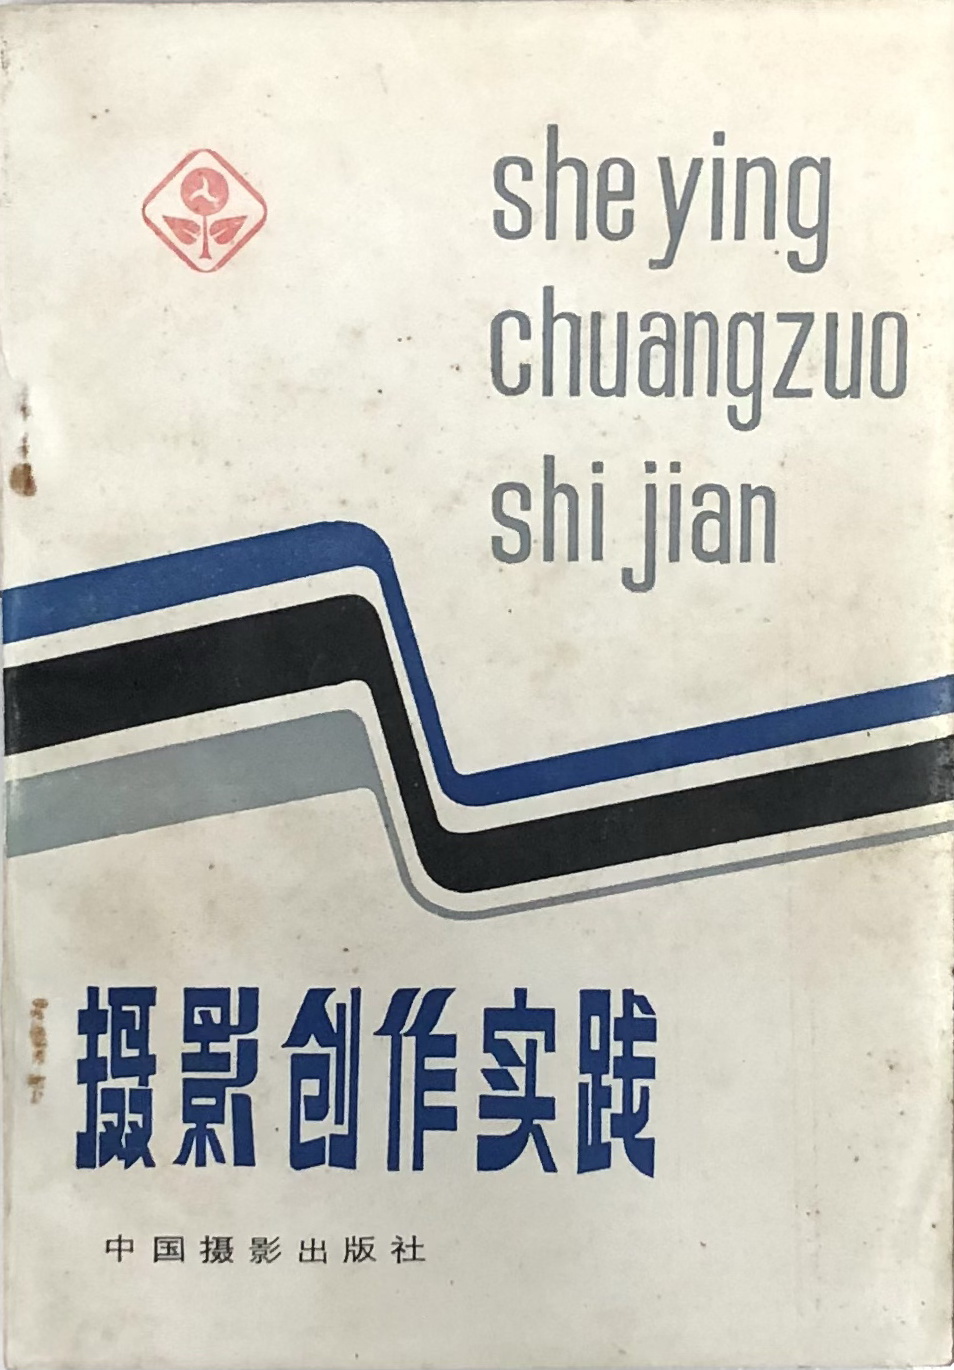 she ying
chuangzuo
shi jian
摄影创作实践
中国摄影出版社